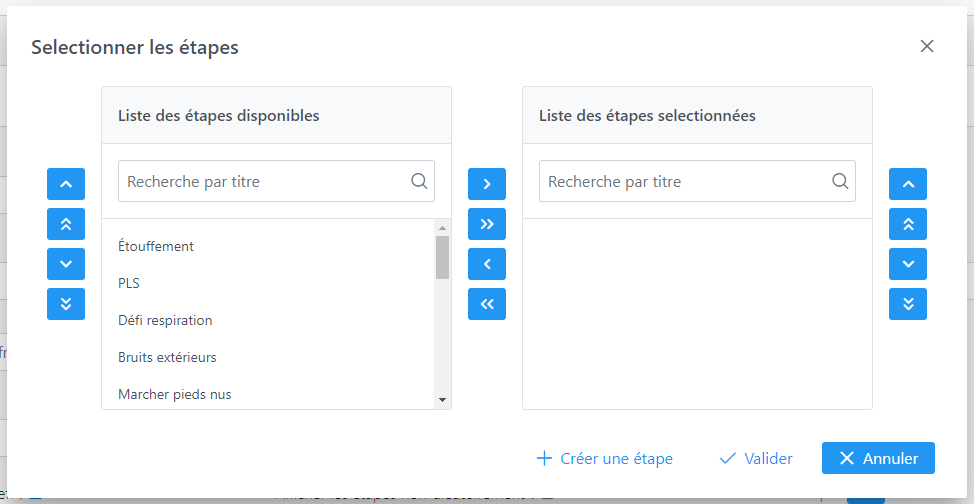 Selectionner les étapes
Liste des étapes disponibles
Recherche par titre
Étouffement
PLS
Défi respiration
Bruits extérieurs
Marcher pieds nus
Liste des étapes selectionnées
Recherche par titre
Créer une étape
Valider
Annuler